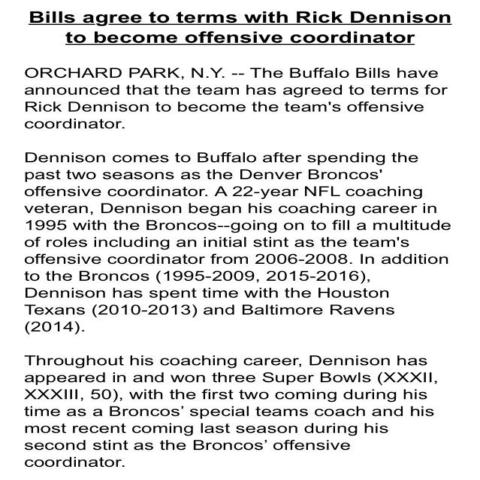 Bills agree to terms with Rick Dennison
to become offensive coordinator
ORCHARD PARK, N.Y. -- The Buffalo Bills have
announced that the team has agreed to terms for
Rick Dennison to become the team's offensive
coordinator.
Dennison comes to Buffalo after spending the
past two seasons as the Denver Broncos'
offensive coordinator. A 22-year NFL coaching
veteran, Dennison began his coaching career in
1995 with the Broncos--going on to fill a multitude
of roles including an initial stint as the team's
offensive coordinator from 2006-2008. In addition
to the Broncos (1995-2009, 2015-2016),
Dennison has spent time with the Houston
Texans (2010-2013) and Baltimore Ravens
(2014).
Throughout his coaching career, Dennison has
appeared in and won three Super Bowls (XXXII,
XXXIII, 50), with the first two coming during his
time as a Broncos’ special teams coach and his
most recent coming last season during his
second stint as the Broncos’ offensive
coordinator.